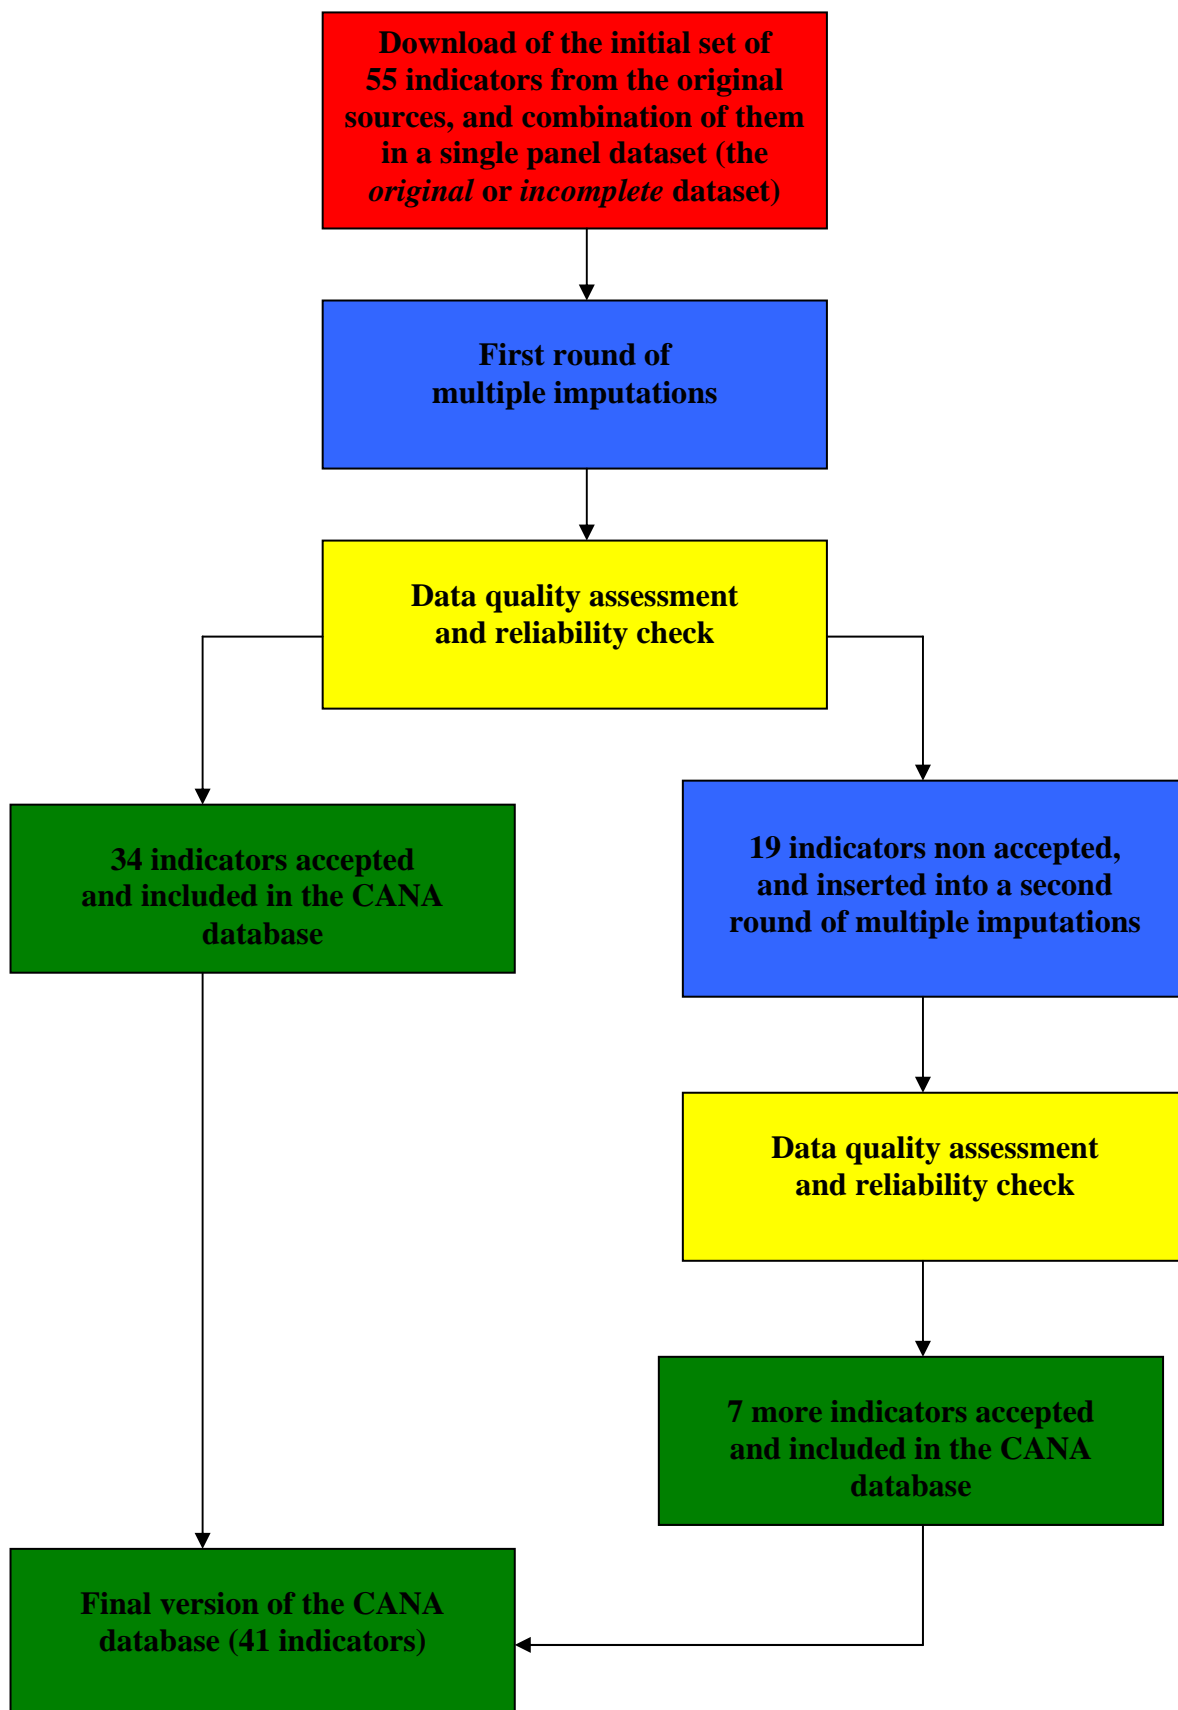 Download of the initial set of
55 indicators from the original
sources, and combination of them
in a single panel dataset (the
original or incomplete dataset)
First round of
multiple imputations
Data quality assessment
and reliability check
34 indicators accepted
and included in the CANA
database
19 indicators non accepted,
and inserted into a second
round of multiple imputations
Data quality assessment
and reliability check
7 more indicators accepted
and included in the CANA
database
Final version of the CANA
database (41 indicators)